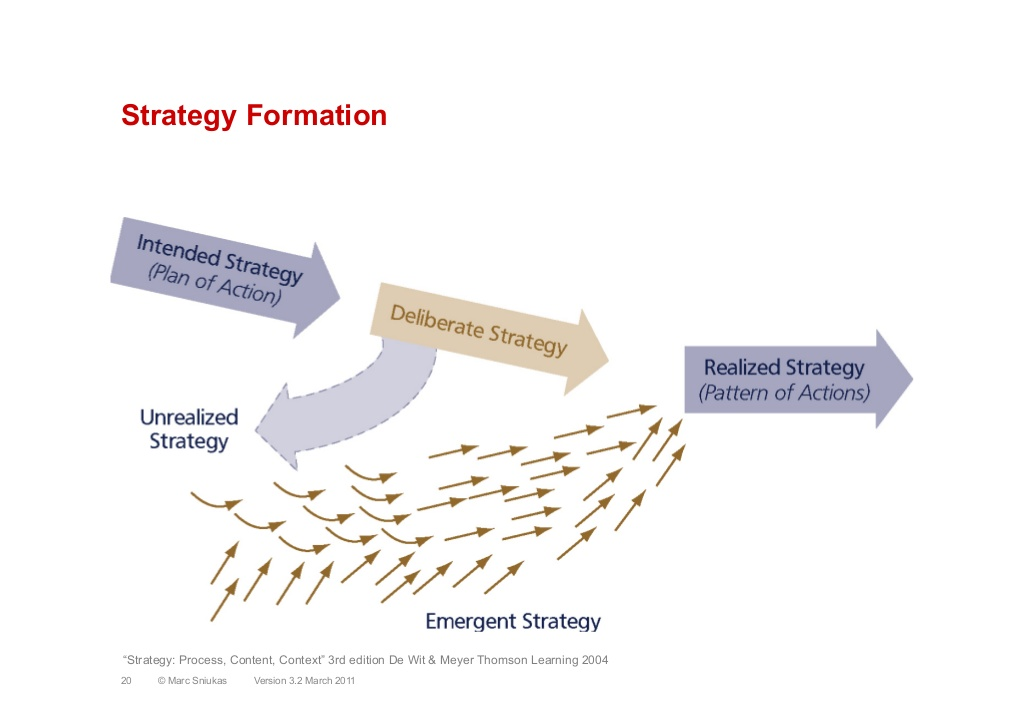 Strategy Formation
Intended Strategy
(Plan of Action)
Deliberate Strategy
Realized Strategy
(Pattern of Actions)
Unrealized
Strategy
Emergent Strategy
“Strategy: Process, Content, Context” 3rd edition De Wit & Meyer Thomson Learning 2004
20 © Marc Sniukas Version 3.2 March 2011